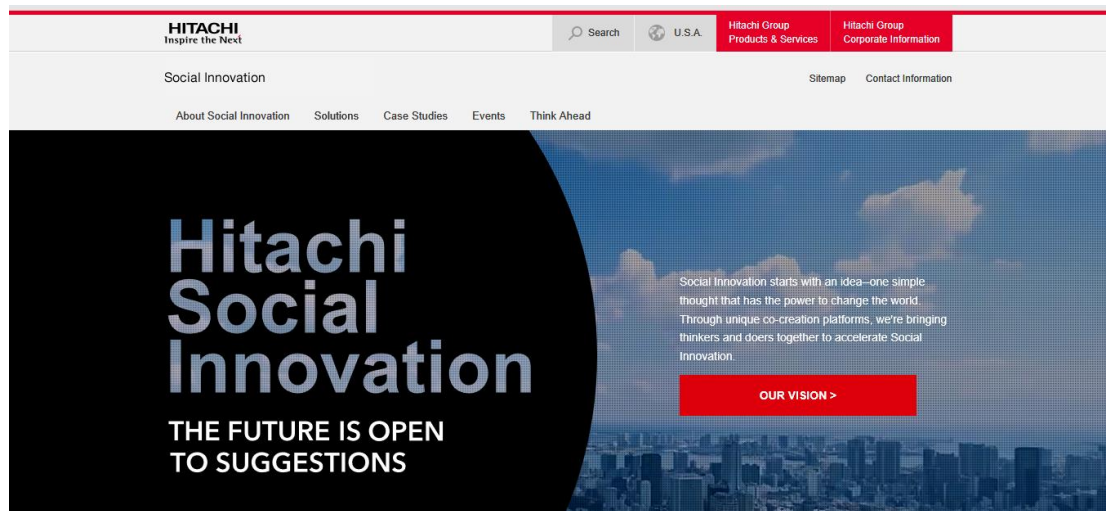 HITACHI
Inspire the Next
Search
U.S.A.
Hitachi Group
Products & Services
Hitachi Group
Corporate Information
Social Innovation
Sitemap
Contact Information
About Social Innovation
Solutions
Case Studies
Events
Think Ahead
Hitachi
Social
Innovation
THE FUTURE IS OPEN
TO SUGGESTIONS
Social Innovation starts with an idea–one simple
thought that has the power to change the world.
Through unique co-creation platforms, we're bringing
thinkers and doers together to accelerate Social
Innovation.
OUR VISION >